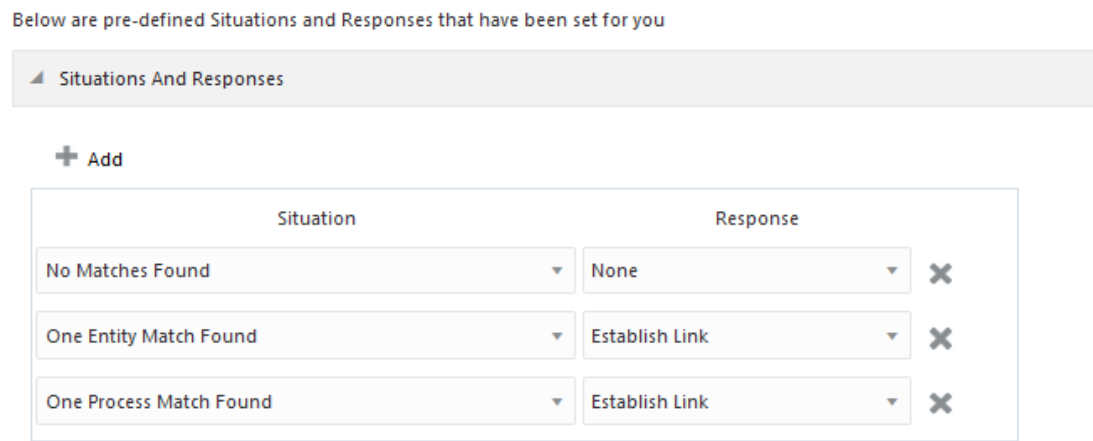 Below are pre-defined Situations and Responses that have been set for you
Situations And Responses
Add
Situation Response
No Matches Found None
One Entity Match Found Establish Link
One Process Match Found Establish Link